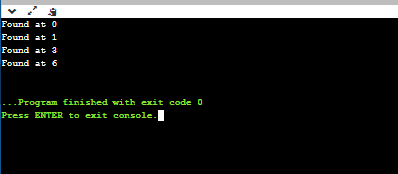 Found at 0
Found at 1
Found at 3
Found at 6
...Program finished with exit code 0
Press ENTER to exit console.